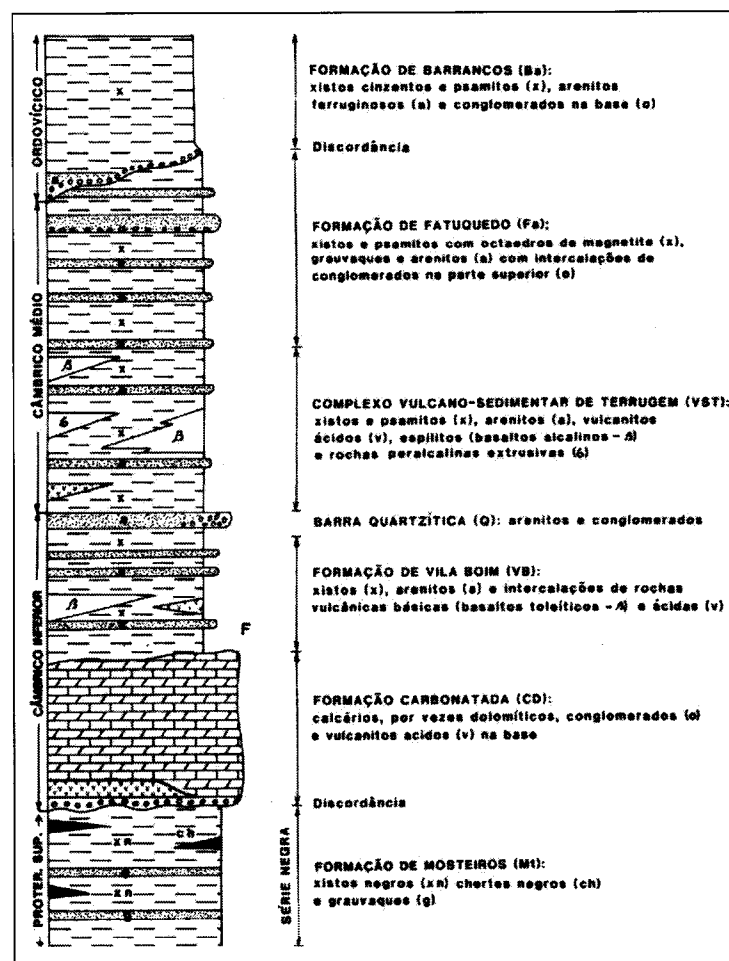 ORDOVÍCICO
CÂMBRICO MÉDIO
CÂMBRICO INFERIOR
PROTER. SUP.
x
x
x
x
x
β
x
6
β
x
x
x
β
x
F
ch
xn
xn
g
SÉRIE NEGRA
FORMAÇÃO DE BARRANCOS (Ba):
xistos cinzentos e psamitos (x), arenitos
ferruginosos (a) e conglomerados na base (o)
Discordância
FORMAÇÃO DE FATUQUEDO (Fa):
xistos e psamitos com octaedros de magnetite (x),
grauvaques e arenitos (a) com intercalações de
conglomerados na parte superior (o)
COMPLEXO VULCANO-SEDIMENTAR DE TERRUGEM (VST):
xistos e psamitos (x), arenitos (a), vulcanitos
ácidos (v), espilitos (basaltos alcalinos - β)
e rochas peralcalinas extrusivas (6)
BARRA QUARTZÍTICA (Q): arenitos e conglomerados
FORMAÇÃO DE VILA BOIM (VB):
xistos (x), arenitos (a) e intercalações de rochas
vulcânicas básicas (basaltos toleíticos - β) e ácidas (v)
FORMAÇÃO CARBONATADA (CD):
calcários, por vezes dolomíticos, conglomerados (o)
e vulcanitos acidos (v) na base
Discordância
FORMAÇÃO DE MOSTEIROS (Mt):
xistos negros (xn) chertes negros (ch)
e grauvaques (g)